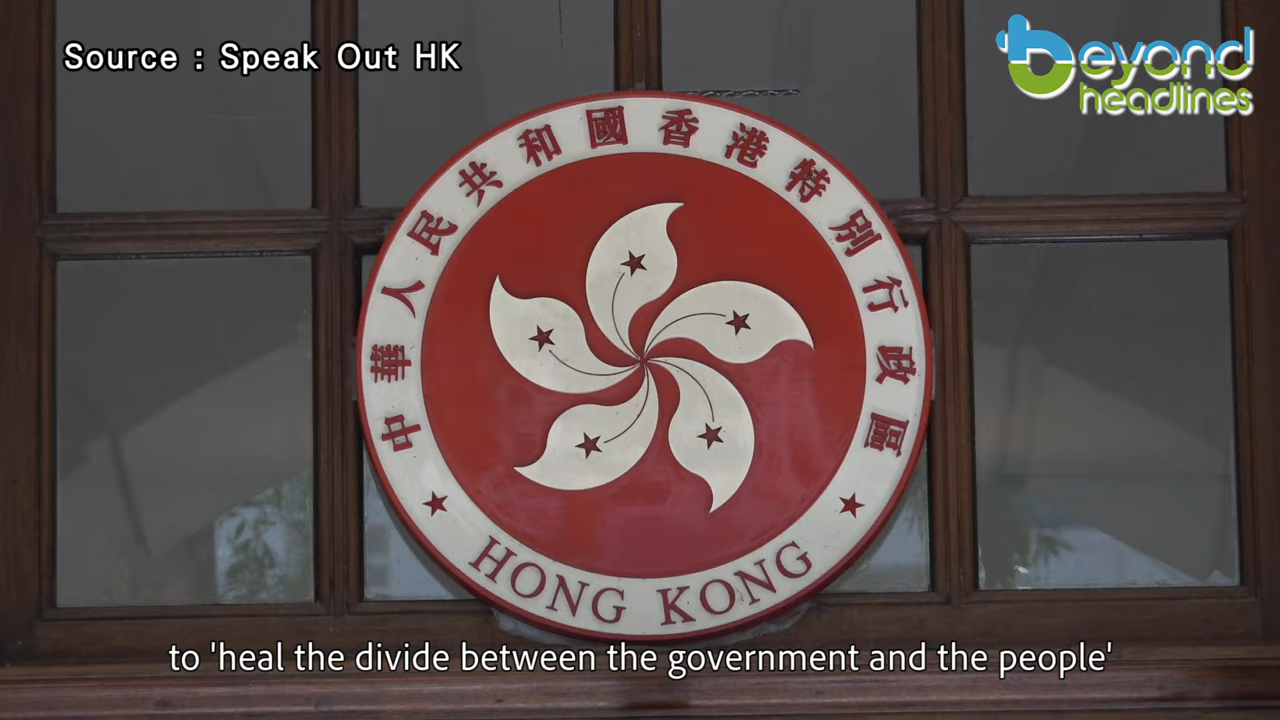 Source : Speak Out HK
beyond
headlines
中華人民共和國香港特別行政區
HONG KONG
to 'heal the divide between the government and the people'